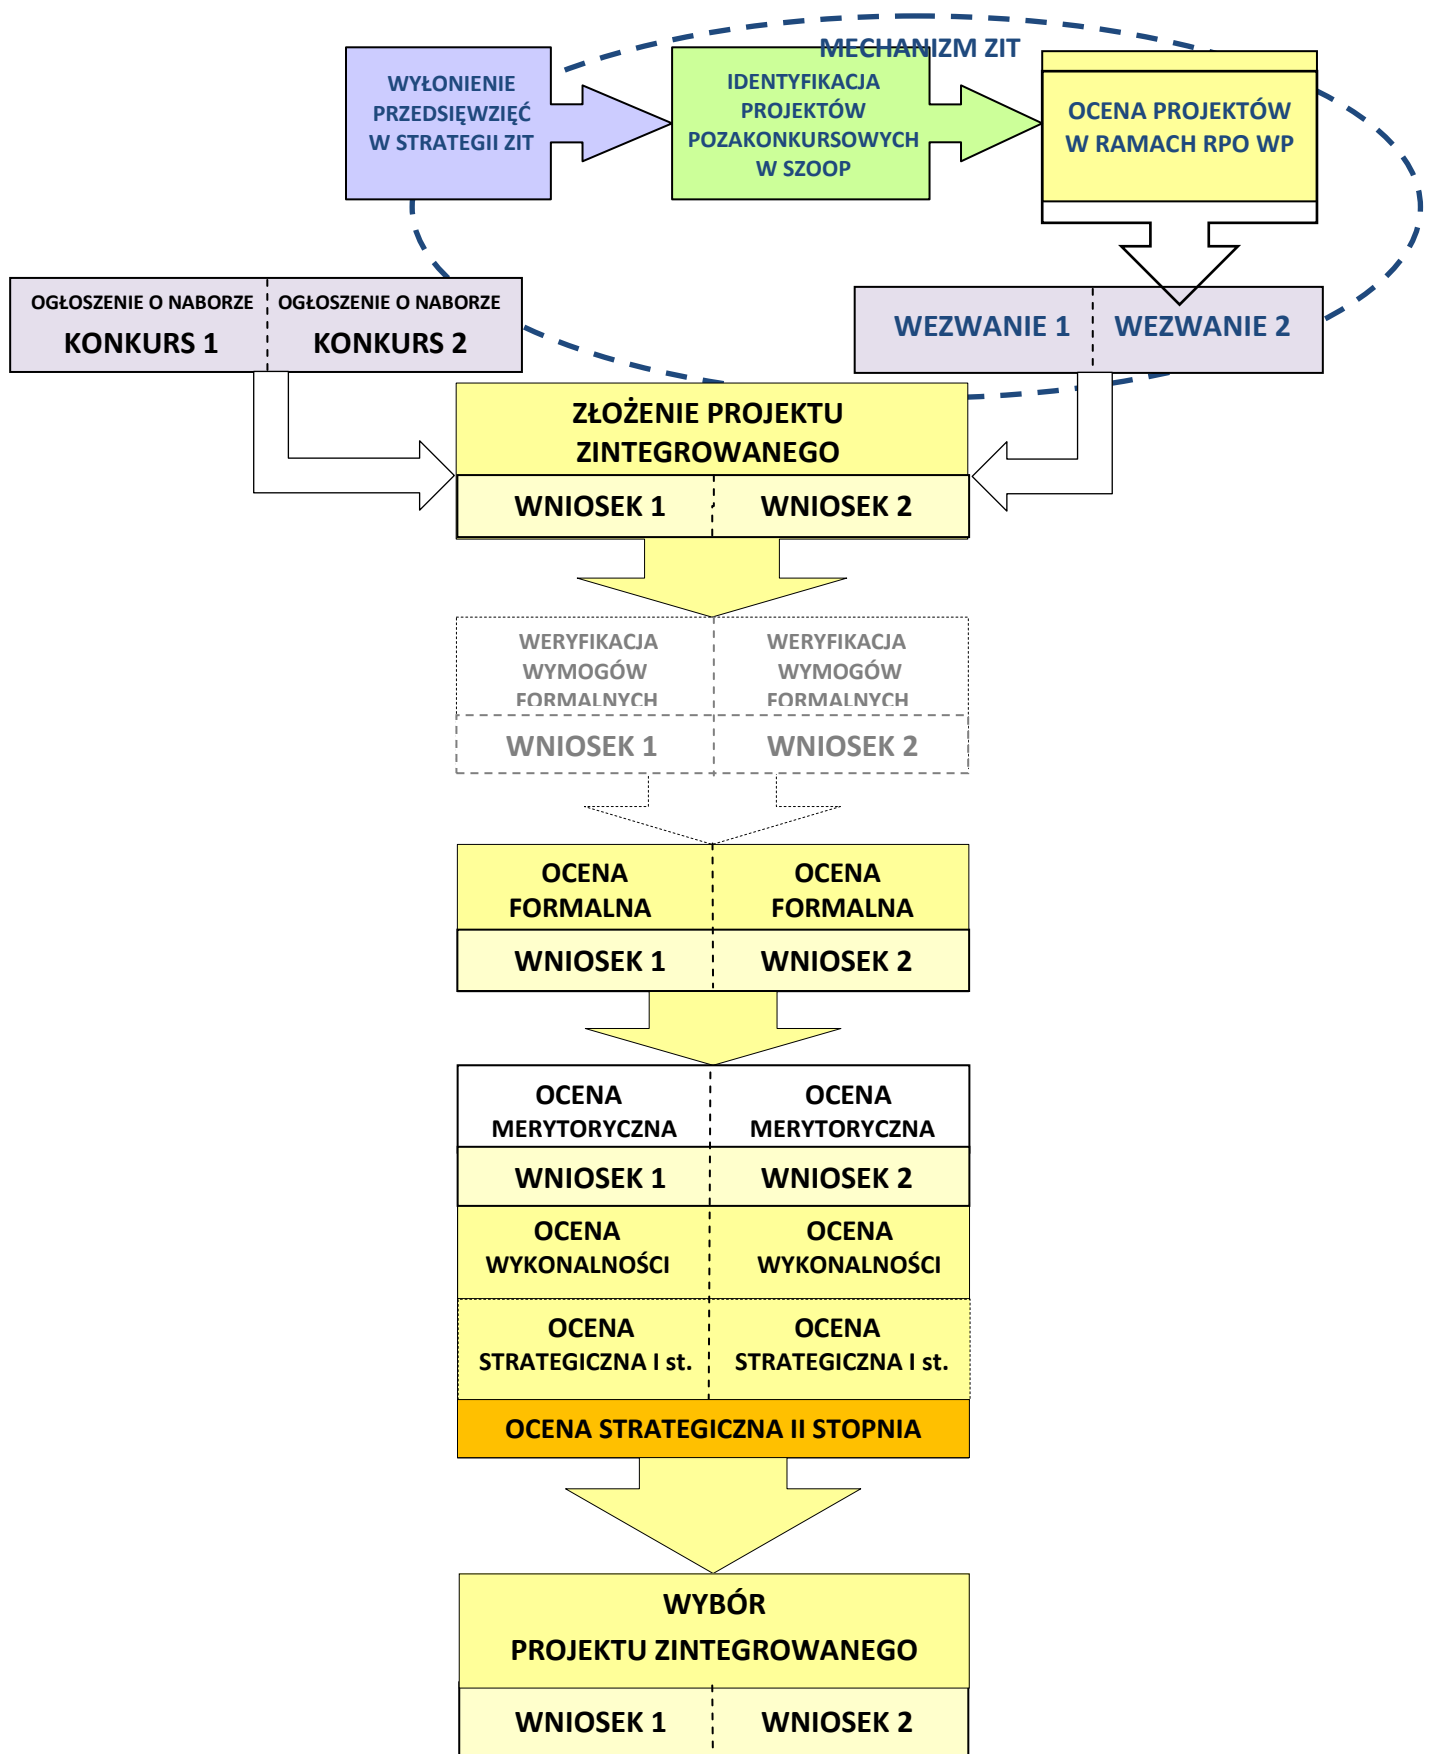 MECHANIZM ZIT
WYŁONIENIE
PRZEDSIĘWZIĘĆ
W STRATEGII ZIT
IDENTYFIKACJA
PROJEKTÓW
POZAKONKURSOWYCH
W SZOOP
OCENA PROJEKTÓW
W RAMACH RPO WP
OGŁOSZENIE O NABORZE
KONKURS 1
OGŁOSZENIE O NABORZE
KONKURS 2
WEZWANIE 1
WEZWANIE 2
ZŁOŻENIE PROJEKTU
ZINTEGROWANEGO
WNIOSEK 1
WNIOSEK 2
WERYFIKACJA
WYMOGÓW
FORMALNYCH
WERYFIKACJA
WYMOGÓW
FORMALNYCH
WNIOSEK 1
WNIOSEK 2
OCENA
FORMALNA
OCENA
FORMALNA
WNIOSEK 1
WNIOSEK 2
OCENA
MERYTORYCZNA
OCENA
MERYTORYCZNA
WNIOSEK 1
WNIOSEK 2
OCENA
WYKONALNOŚCI
OCENA
WYKONALNOŚCI
OCENA
STRATEGICZNA I st.
OCENA
STRATEGICZNA I st.
OCENA STRATEGICZNA II STOPNIA
WYBÓR
PROJEKTU ZINTEGROWANEGO
WNIOSEK 1
WNIOSEK 2